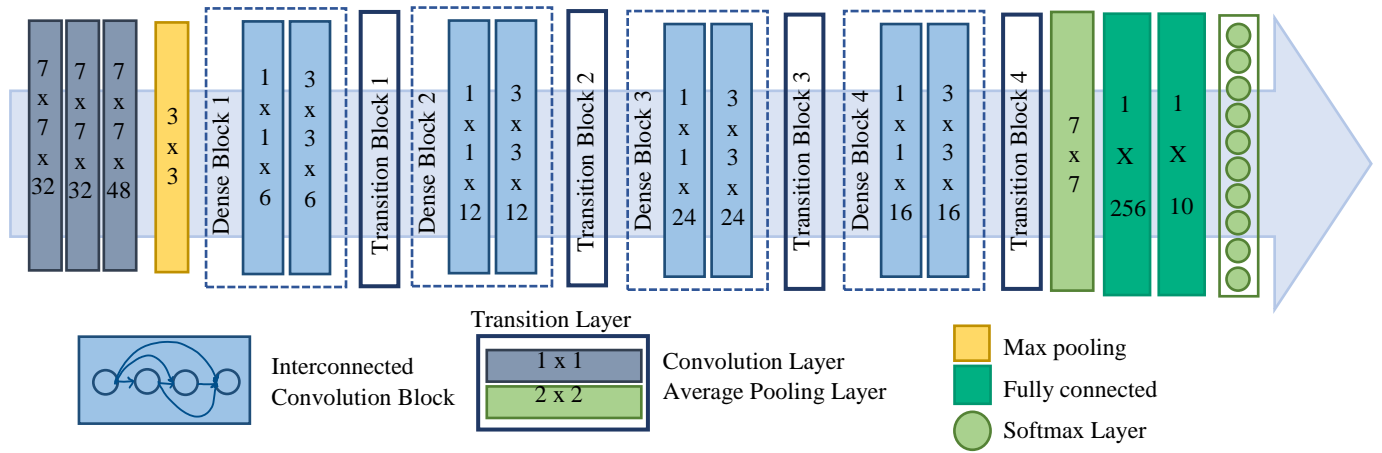 7 x 7 x 32
7 x 7 x 32
7 x 7 x 48
3 x 3
Dense Block 1
1 x 1 x 6
3 x 3 x 6
Transition Block 1
Dense Block 2
1 x 1 x 12
3 x 3 x 12
Transition Block 2
Dense Block 3
1 x 1 x 24
3 x 3 x 24
Transition Block 3
Dense Block 4
1 x 1 x 16
3 x 3 x 16
Transition Block 4
7 x 7
1 X 256
1 X 10
Interconnected
Convolution Block
Transition Layer
1 x 1
Convolution Layer
2 x 2
Average Pooling Layer
Max pooling
Fully connected
Softmax Layer